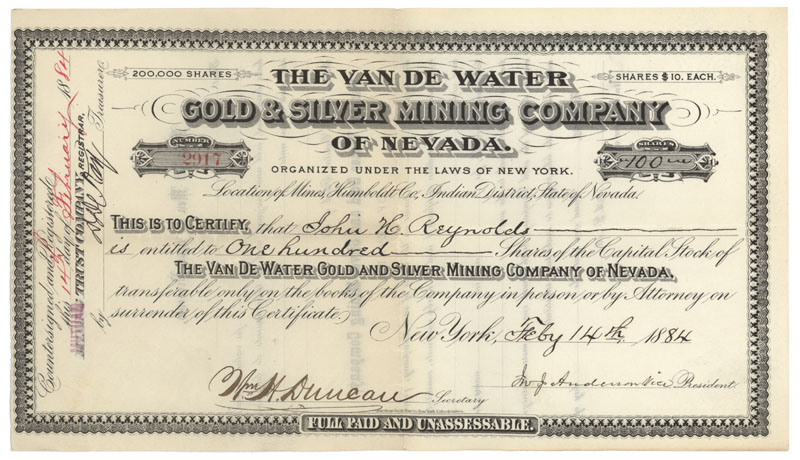 200,000 SHARES
THE VAN DE WATER
SHARES $10. EACH.
GOLD & SILVER MINING COMPANY
OF NEVADA.
NUMBER
2917
SHARES
100
ORGANIZED UNDER THE LAWS OF NEW YORK.
Location of Mines, Humboldt Co, Indian District, State of Nevada.
THIS IS TO CERTIFY, that John H. Reynolds
is entitled to One hundred Shares of the Capital Stock of
THE VAN DE WATER GOLD AND SILVER MINING COMPANY OF NEVADA,
transferable only on the books of the Company in person or by Attorney on
surrender of this Certificate.
New York, Feby 14th 1884
Wm H. Duncan Secretary
Anderson Vice President
FULL PAID AND UNASSESSABLE.
Countersigned and Registered
this 14 day of February 1884
MUTUAL TRUST COMPANY REGISTRAR,
by Treasurer